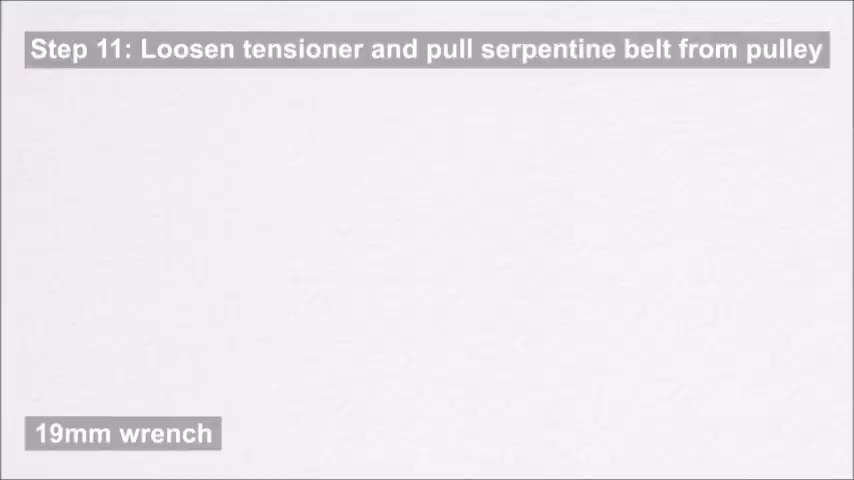 Step 11: Loosen tensioner and pull serpentine belt from pulley
19mm wrench